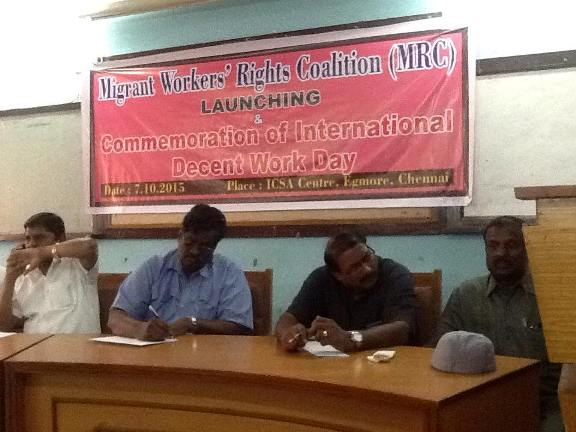 Migrant Workers' Rights Coalition (MRC)
LAUNCHING
&
Commemoration of International
Decent Work Day
Date : 7.10.2015 Place : ICSA Centre, Egmore, Chennai